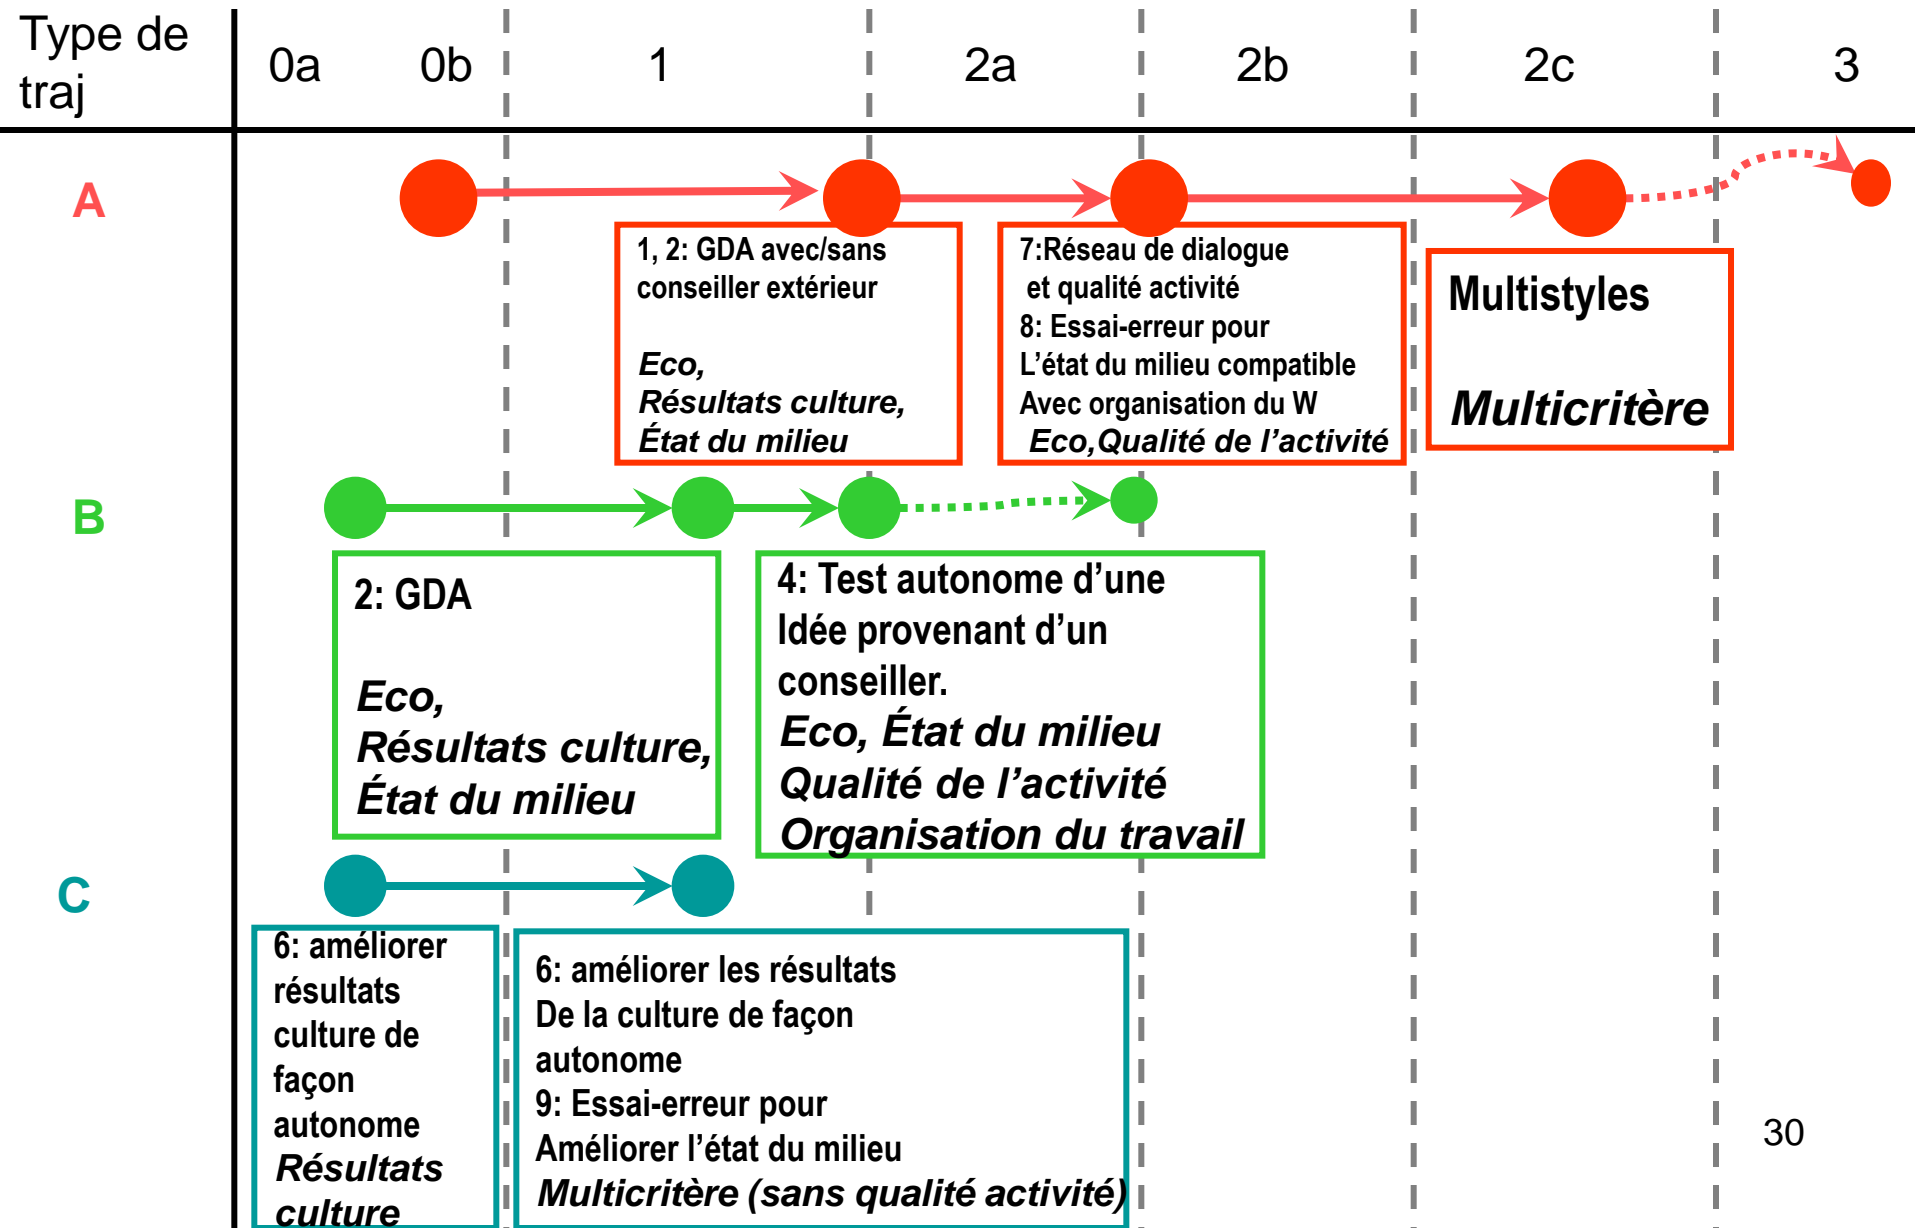 Type de
traj
0a
0b
1
2a
2b
2c
3
A
1, 2: GDA avec/sans
conseiller extérieur
Eco,
Résultats culture,
État du milieu
7:Réseau de dialogue
et qualité activité
8: Essai-erreur pour
L’état du milieu compatible
Avec organisation du W
Eco,Qualité de l’activité
Multistyles
Multicritère
B
2: GDA
Eco,
Résultats culture,
État du milieu
4: Test autonome d’une
Idée provenant d’un
conseiller.
Eco, État du milieu
Qualité de l’activité
Organisation du travail
C
6: améliorer
résultats
culture de
façon
autonome
Résultats
culture
6: améliorer les résultats
De la culture de façon
autonome
9: Essai-erreur pour
Améliorer l’état du milieu
Multicritère (sans qualité activité)
30